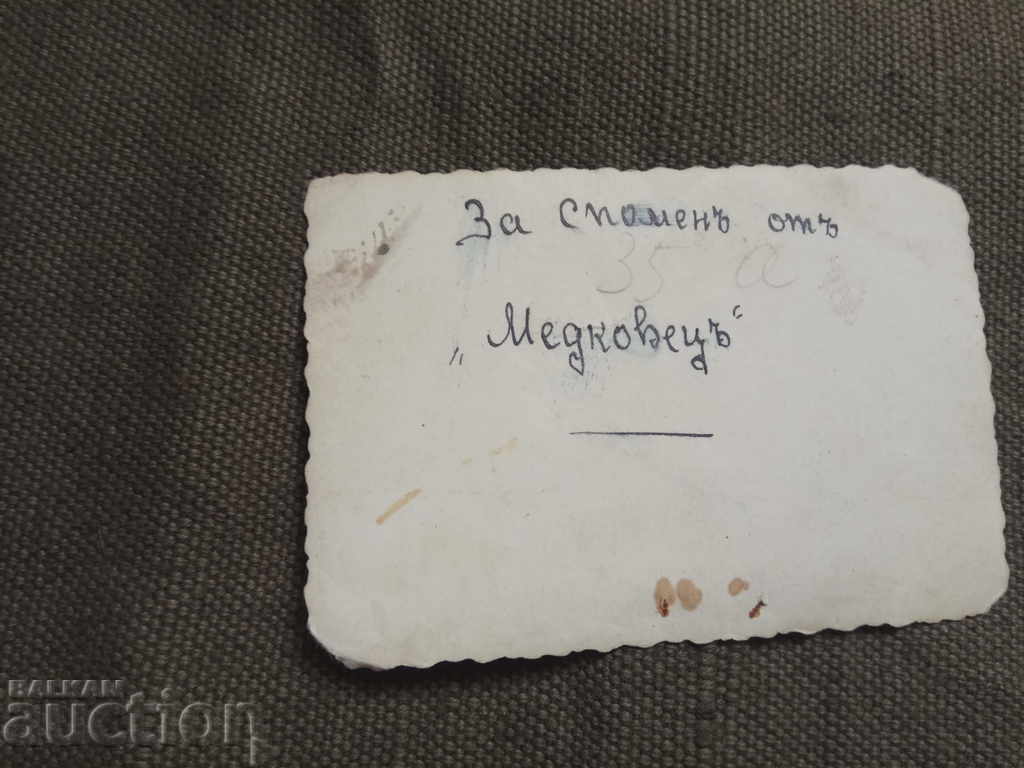 За споменъ отъ
35 а
„Медковецъ“
BALKAN
auction